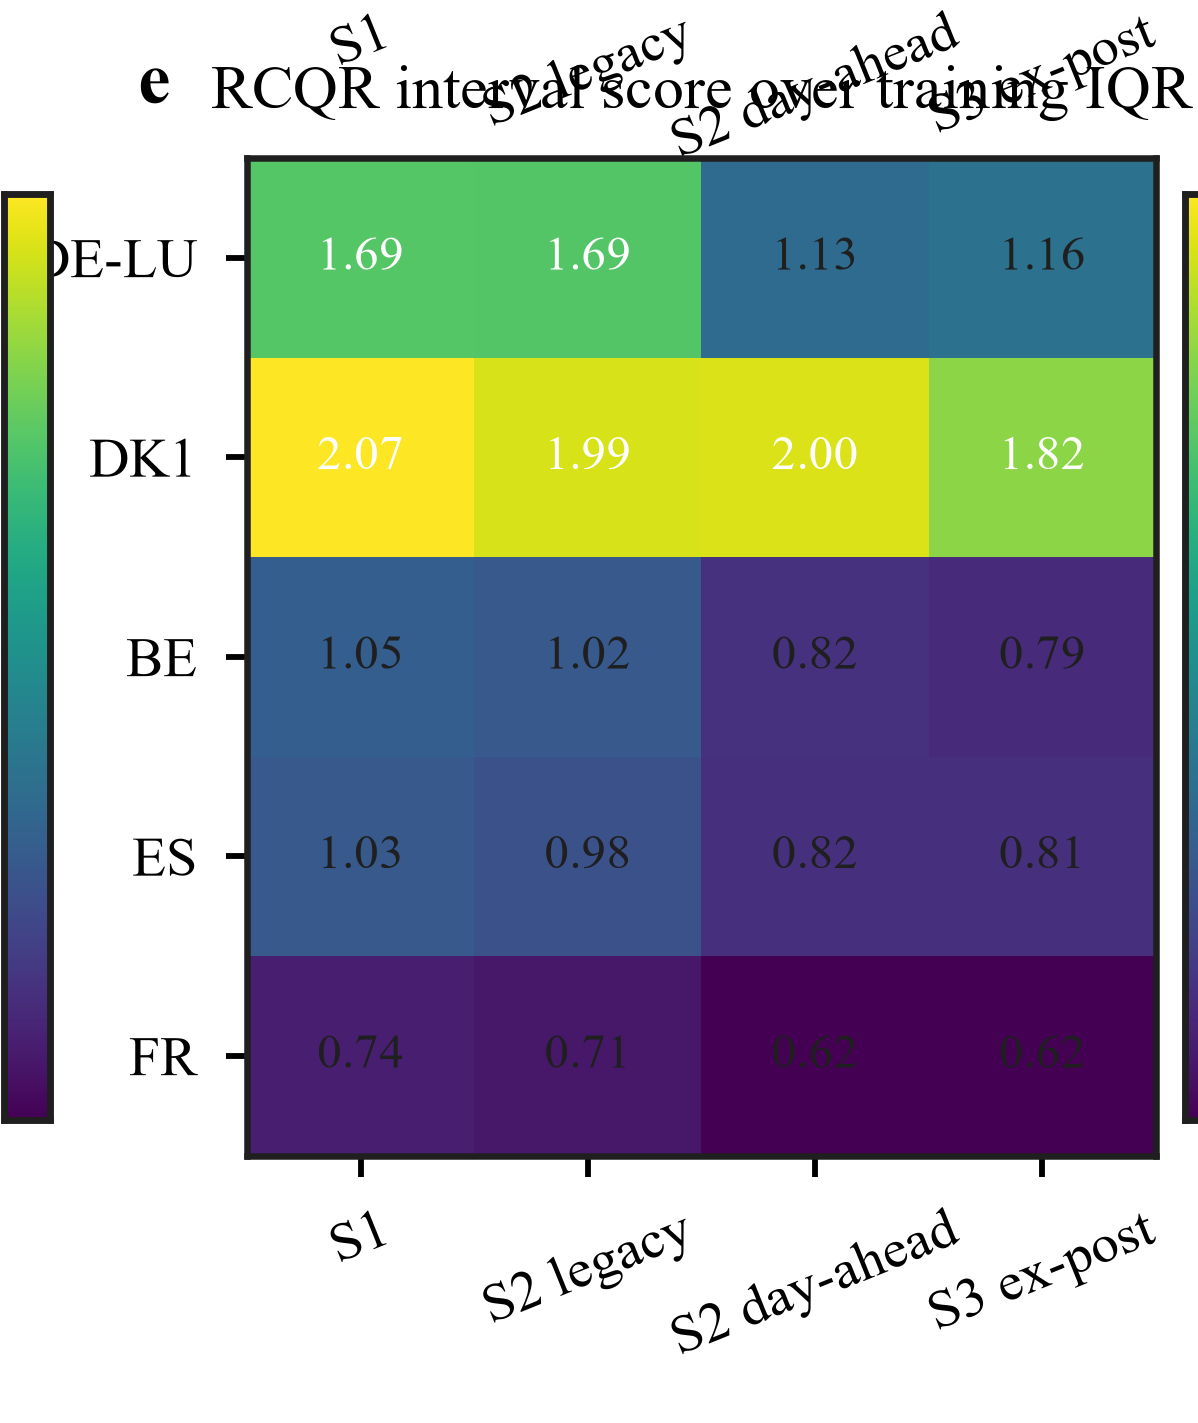 S1 S2 legacy S2 day-ahead S3 ex-post
e RCQR interval score over training IQR
DE-LU 1.69 1.69 1.13 1.16
DK1 2.07 1.99 2.00 1.82
BE 1.05 1.02 0.82 0.79
ES 1.03 0.98 0.82 0.81
FR 0.74 0.71 0.62 0.62
S1 S2 legacy S2 day-ahead S3 ex-post